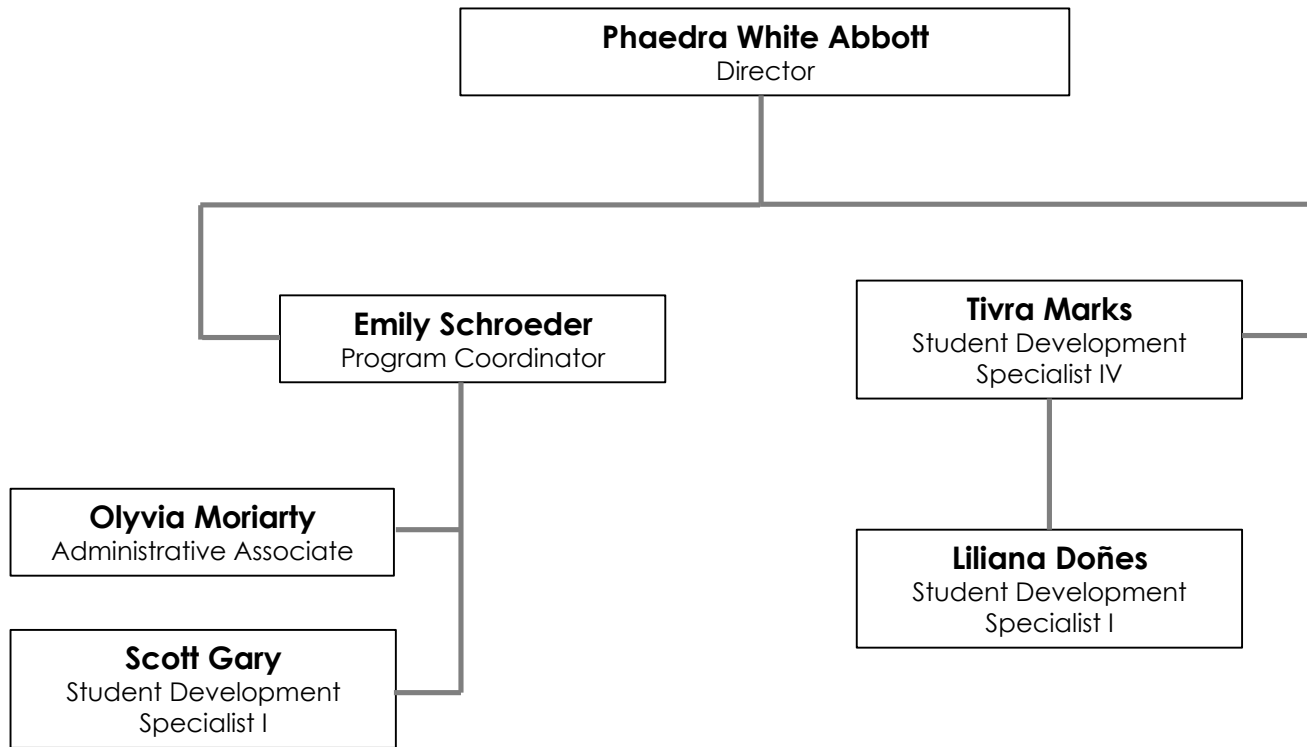 Phaedra White Abbott
Director
Emily Schroeder
Program Coordinator
Tivra Marks
Student Development
Specialist IV
Olyvia Moriarty
Administrative Associate
Liliana Doñes
Student Development
Specialist I
Scott Gary
Student Development
Specialist I